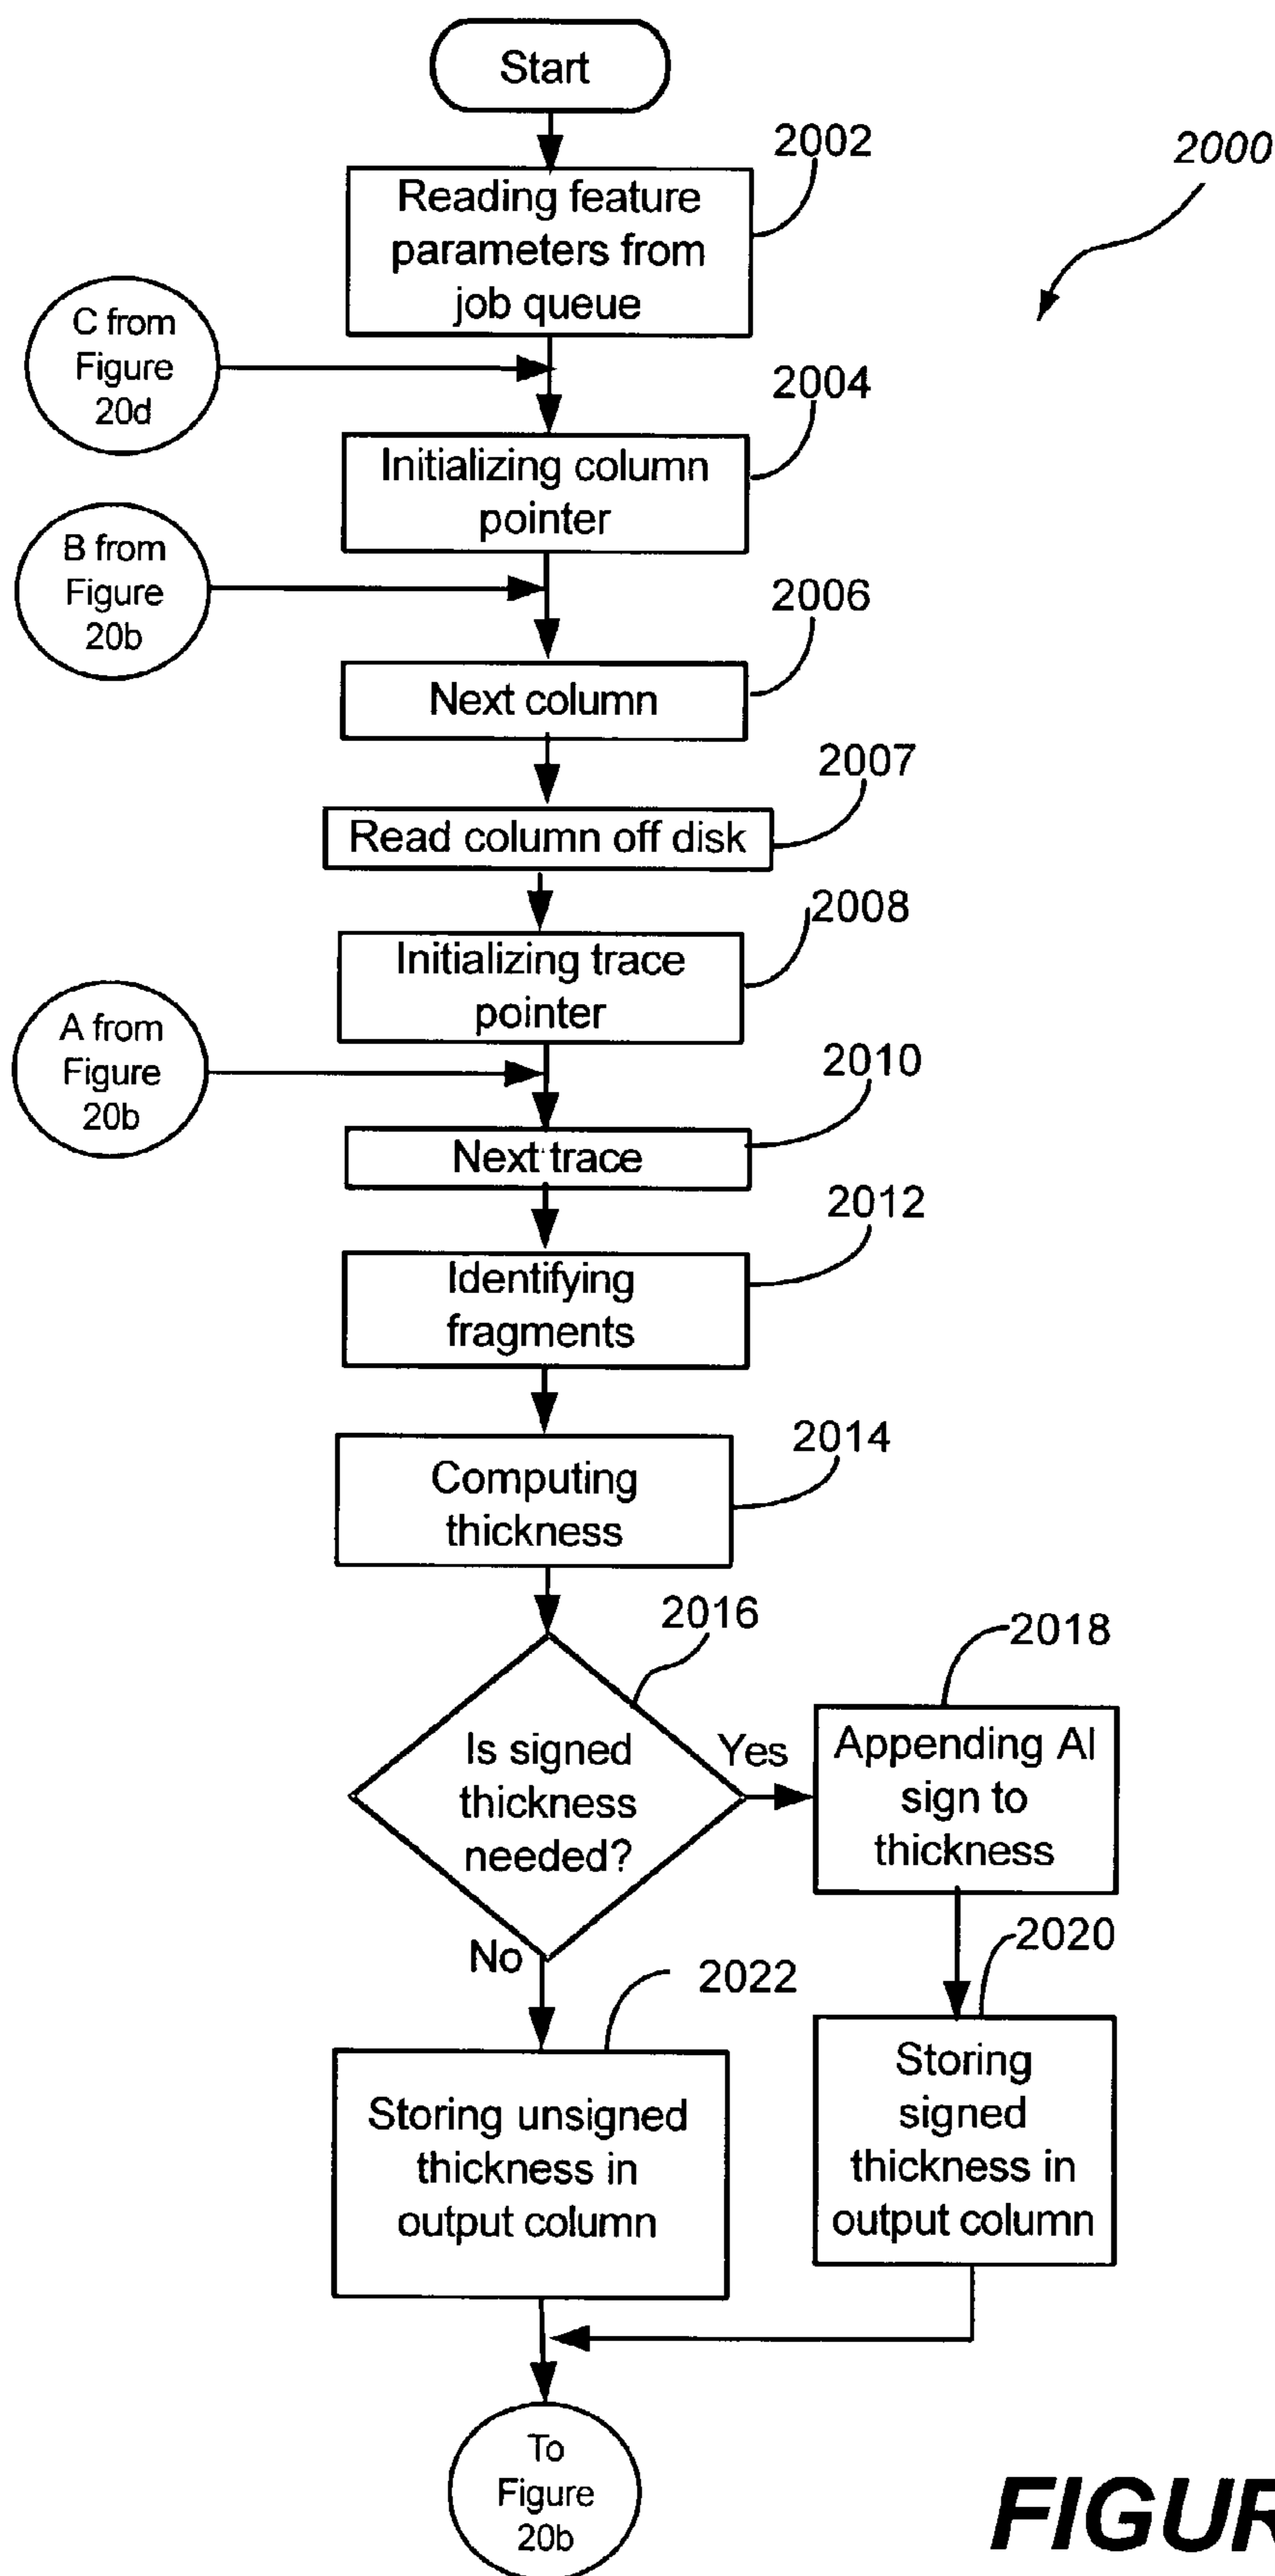 Start
2002
2000
Reading feature
parameters from
job queue
C from
Figure
20d
2004
Initializing column
pointer
B from
Figure
20b
2006
Next column
2007
Read column off disk
2008
Initializing trace
pointer
A from
Figure
20b
2010
Next trace
2012
Identifying
fragments
2014
Computing
thickness
2016
2018
Is signed
thickness
needed?
Yes
Appending AI
sign to
thickness
No
2020
2022
Storing unsigned
thickness in
output column
Storing
signed
thickness in
output column
To
Figure
20b
FIGUR